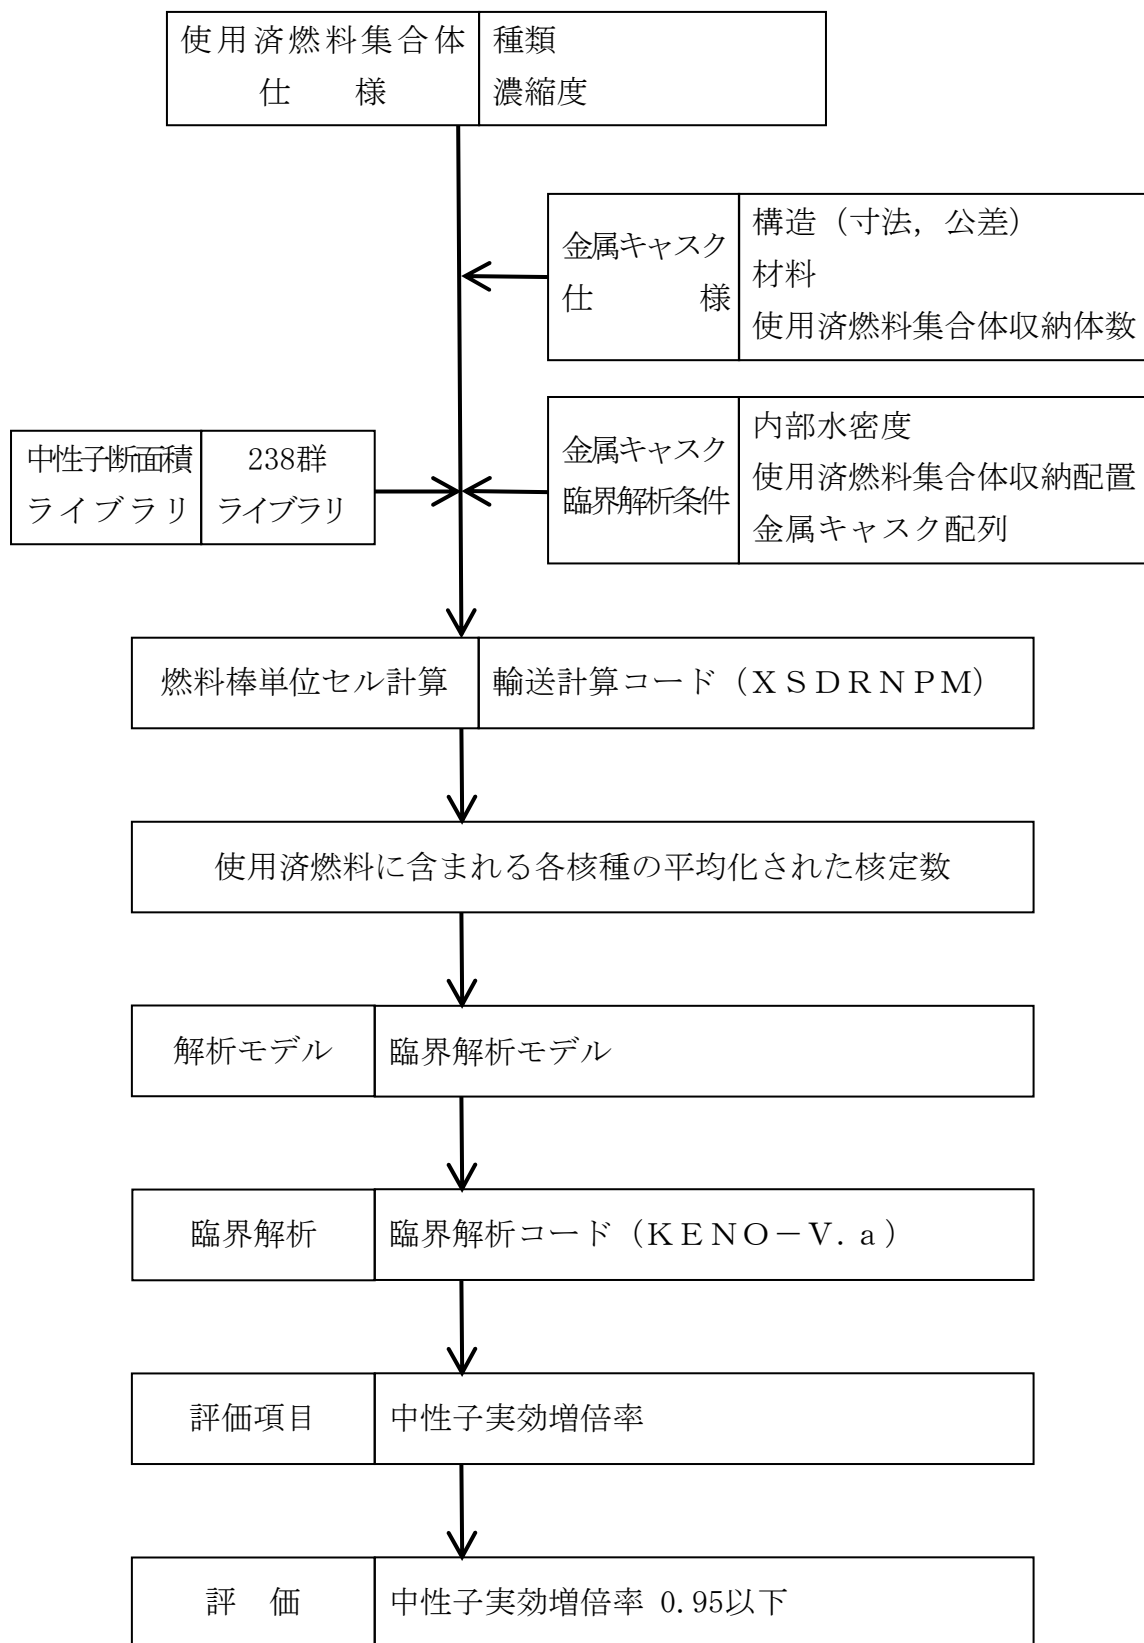 使用済燃料集合体 種類
仕　様 濃縮度
金属キャスク 構造（寸法，公差）
仕　様 材料
使用済燃料集合体収納体数
中性子断面積 238群
ライブラリ ライブラリ
金属キャスク 内部水密度
臨界解析条件 使用済燃料集合体収納配置
金属キャスク配列
燃料棒単位セル計算 輸送計算コード（ＸＳＤＲＮＰＭ）
使用済燃料に含まれる各核種の平均化された核定数
解析モデル 臨界解析モデル
臨界解析 臨界解析コード（ＫＥＮＯ－Ｖ．ａ）
評価項目 中性子実効増倍率
評　価 中性子実効増倍率 0.95以下